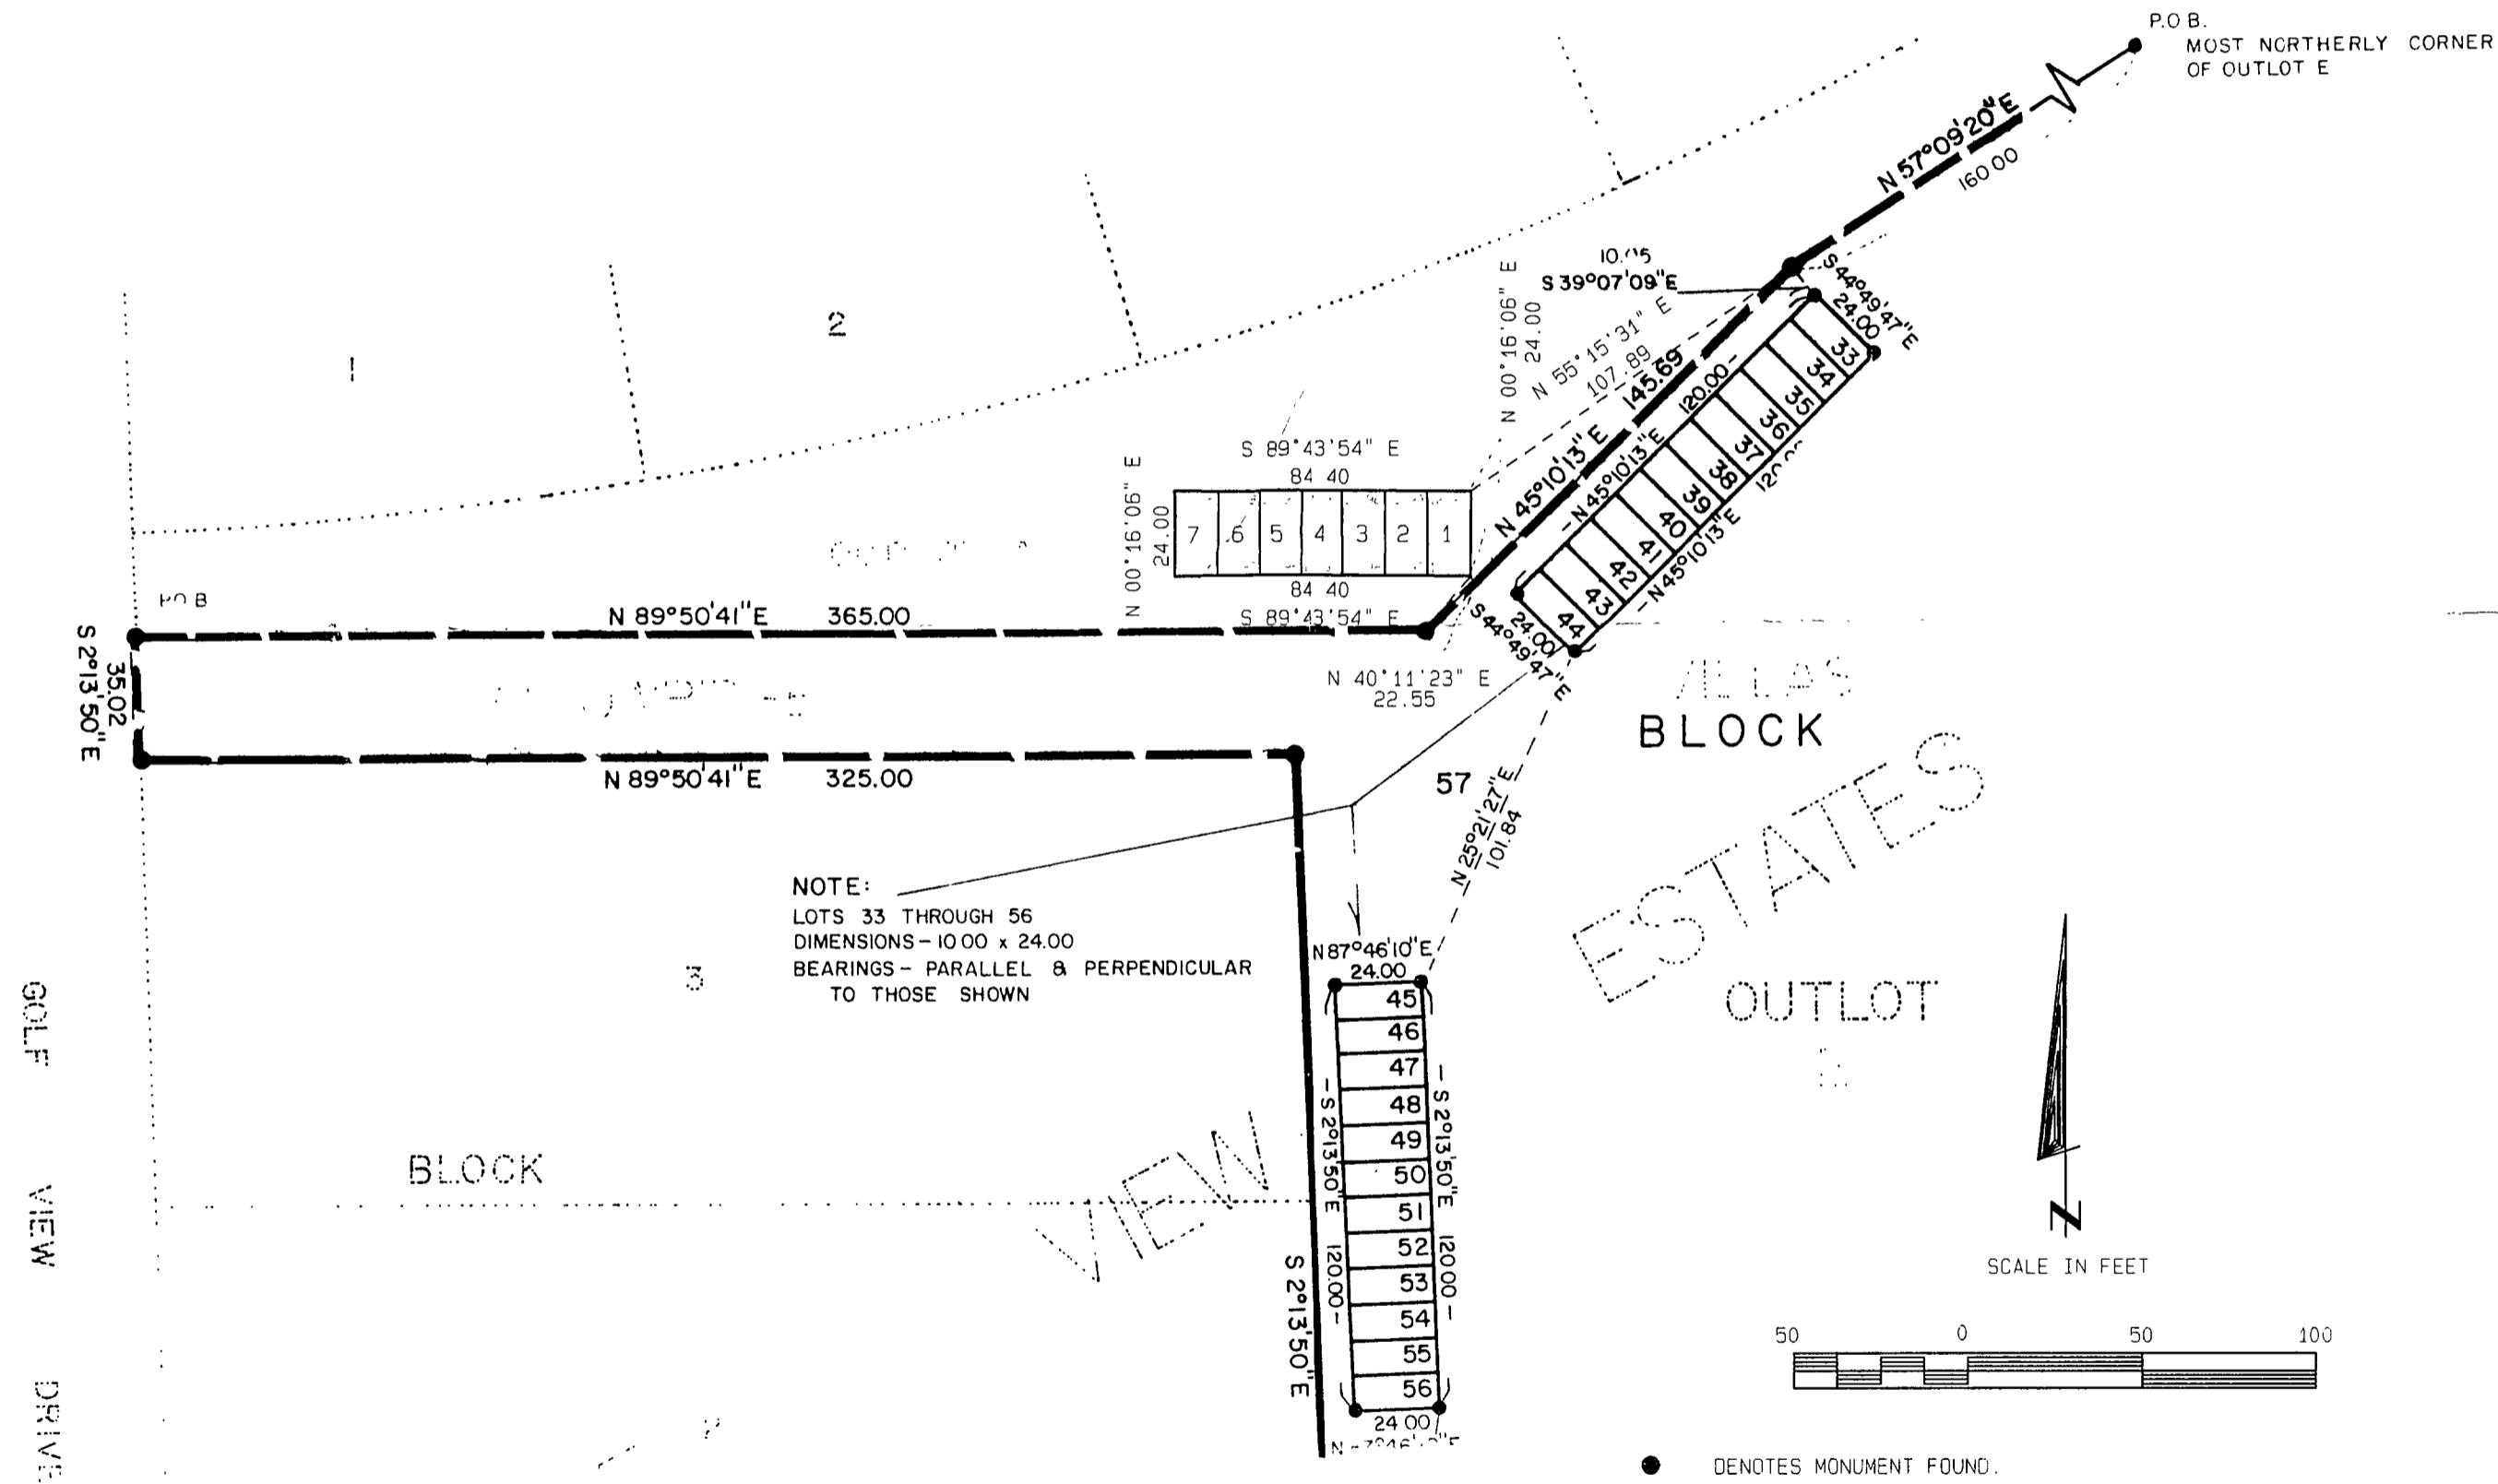 P.O.B.
MOST NORTHERLY CORNER
OF OUTLOT E
N 57°09'20"E
160.00
S 39°07'09"E
S 44°49'47"E
24.00
N 00°16'06" E
24.00
N 55°15'31" E
107.89
145.69
N 45°10'13" E
120.00
N 45°10'13"E
N 45°10'13"E
33
34
35
36
37
38
39
40
41
42
43
44
24.00
S 44°49'47"E
1
2
S 89°43'54" E
84 40
N 00°16'06" E
24.00
7
6
5
4
3
2
1
84 40
S 89°43'54" E
N 89°50'41"E 365.00
S 2°13'50"E
35.02
N 40°11'23" E
22.55
N 89°50'41"E 325.00
VILLAS
BLOCK
57
N 25°21'27"E
101.84
ESTATES
OUTLOT
NOTE:
LOTS 33 THROUGH 56
DIMENSIONS - 10 00 x 24.00
BEARINGS - PARALLEL & PERPENDICULAR
TO THOSE SHOWN
3
N 87°46'10"E
24.00
45
46
47
48
49
50
51
52
53
54
55
56
S 2°13'50"E 120.00
S 2°13'50"E 120 00
24 00
S 2°13'50"E
BLOCK
VIEW
GOLF VIEW DRIVE
N
SCALE IN FEET
50 0 50 100
DENOTES MONUMENT FOUND.